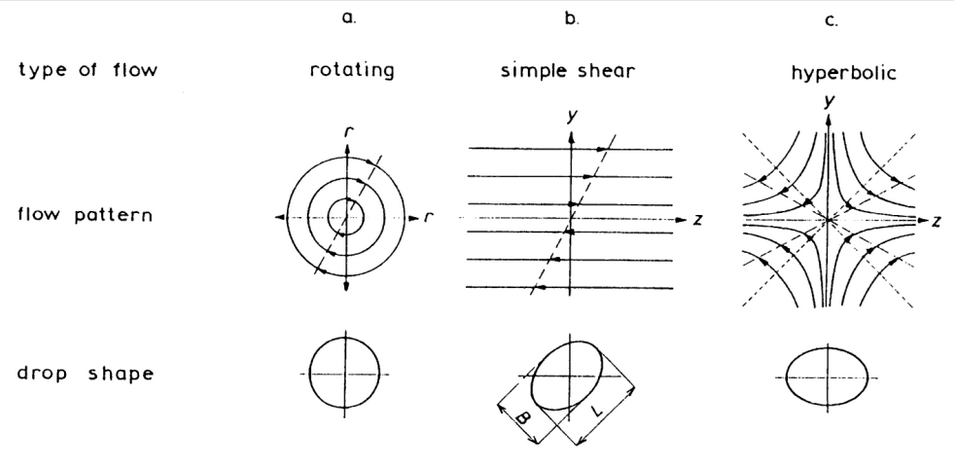 a. b. c.
type of flow rotating simple shear hyperbolic
r y y
flow pattern r z z
drop shape
B L